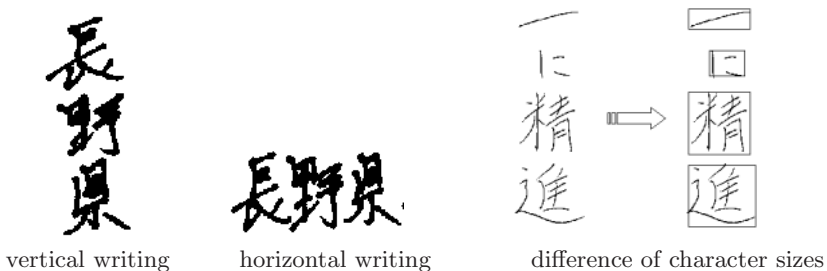 長野県
長野県
一に精進
一に精進
vertical writing
horizontal writing
difference of character sizes